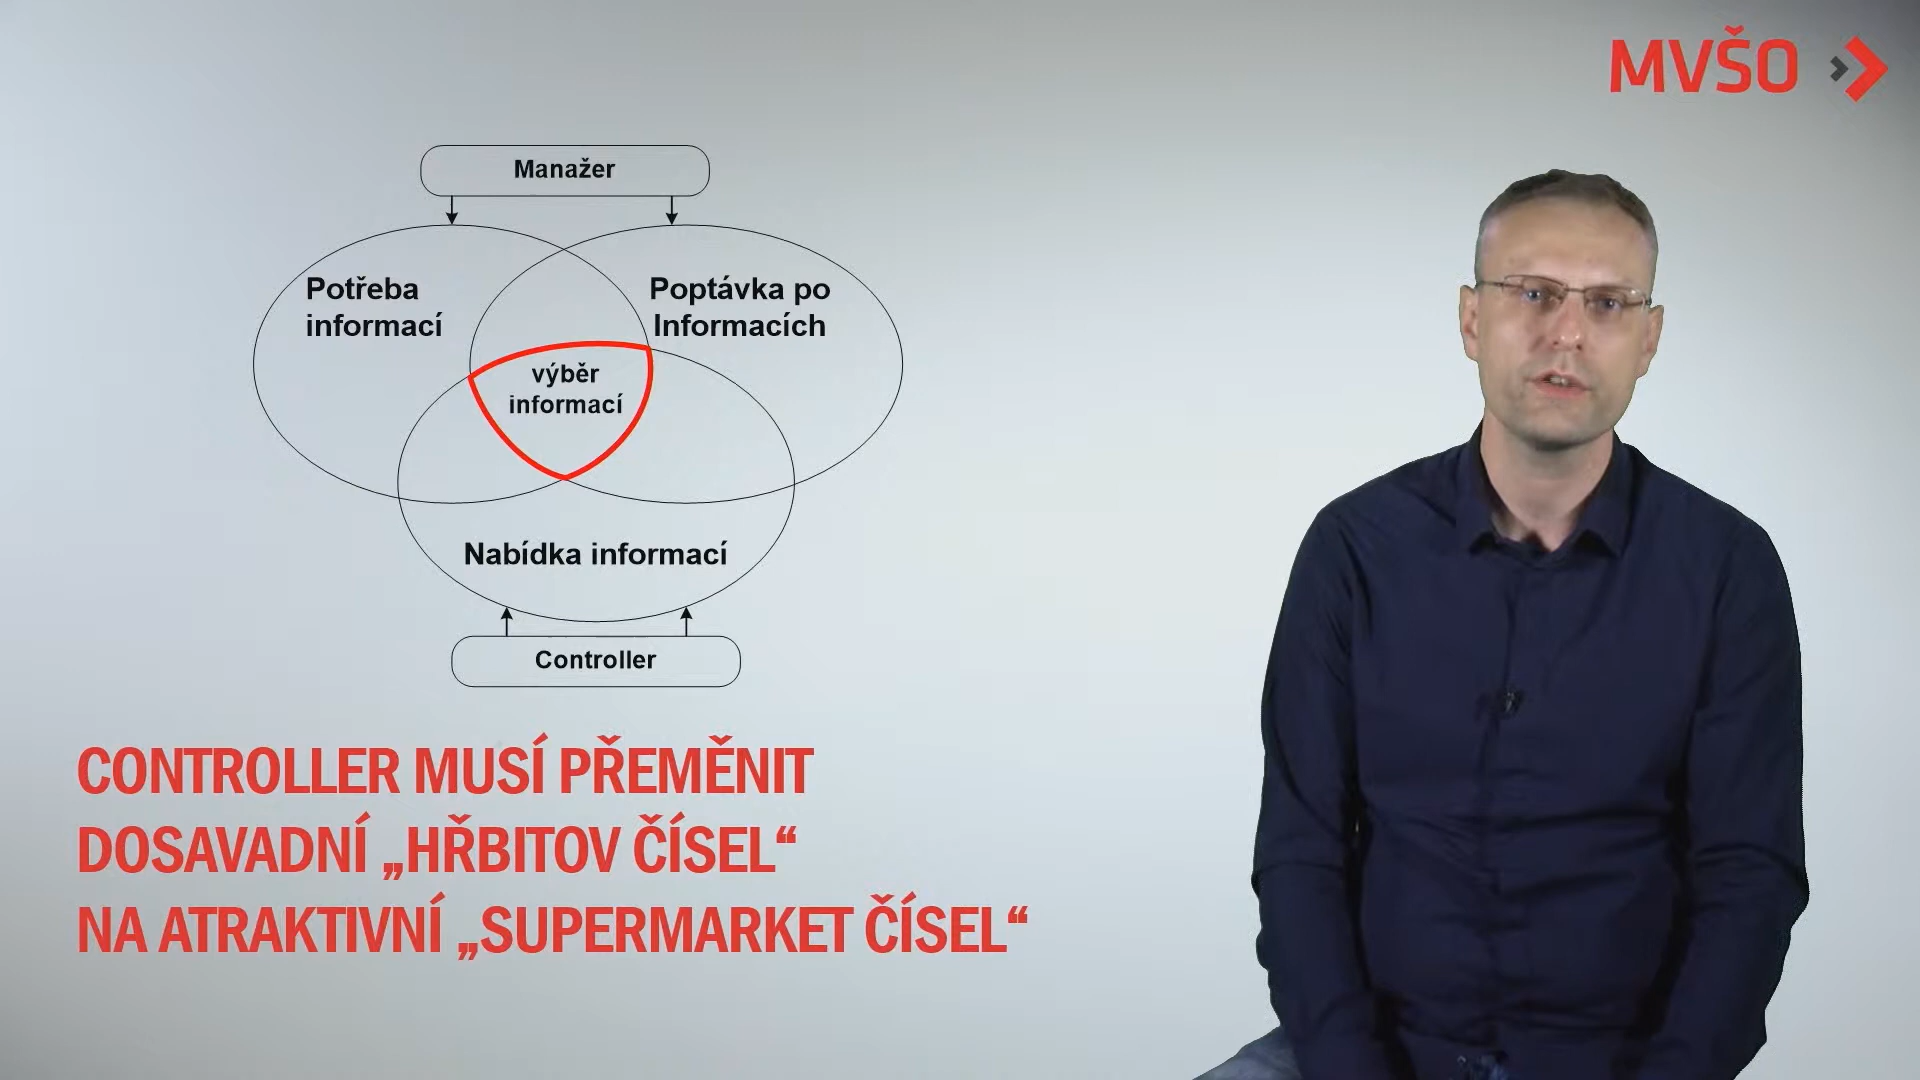 MVŠO
Manažer
Potřeba
informací
Poptávka po
Informacích
výběr
informací
Nabídka informací
Controller
CONTROLLER MUSÍ PŘEMĚNIT
DOSAVADNÍ „HŘBITOV ČÍSEL“
NA ATRAKTIVNÍ „SUPERMARKET ČÍSEL“